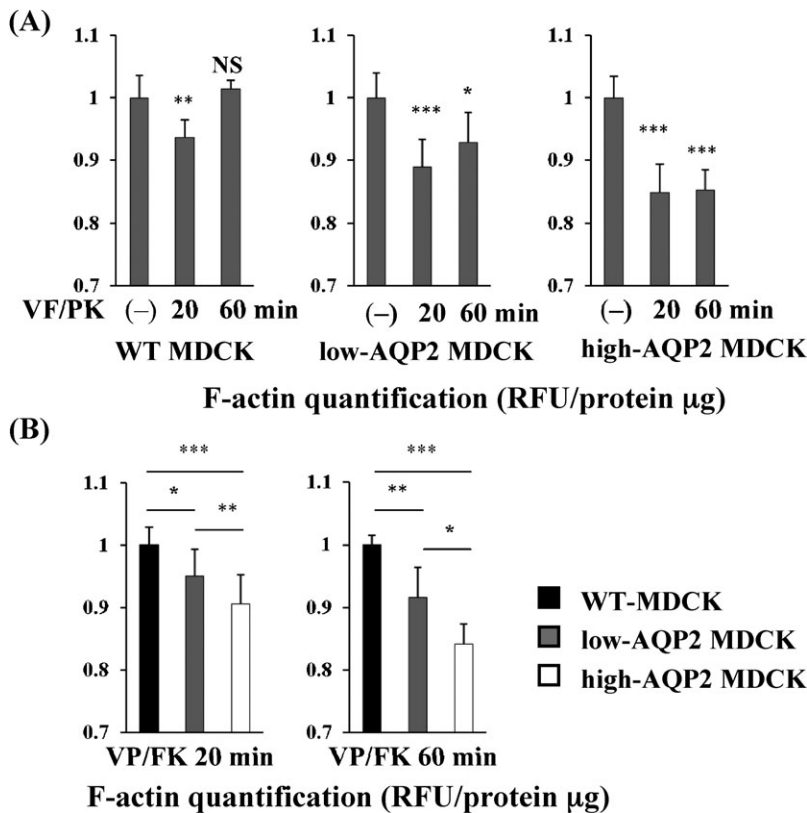 (A)
1.1 1.1 1.1
NS
** *** * *** ***
1 1 1
0.9 0.9 0.9
0.8 0.8 0.8
0.7 0.7 0.7
VF/PK (–) 20 60 min (–) 20 60 min (–) 20 60 min
WT MDCK low-AQP2 MDCK high-AQP2 MDCK
F-actin quantification (RFU/protein μg)
(B)
*** ***
1.1 1.1
* ** ** *
1 1
0.9 0.9
0.8 0.8
0.7 0.7
WT-MDCK
low-AQP2 MDCK
high-AQP2 MDCK
VP/FK 20 min VP/FK 60 min
F-actin quantification (RFU/protein μg)